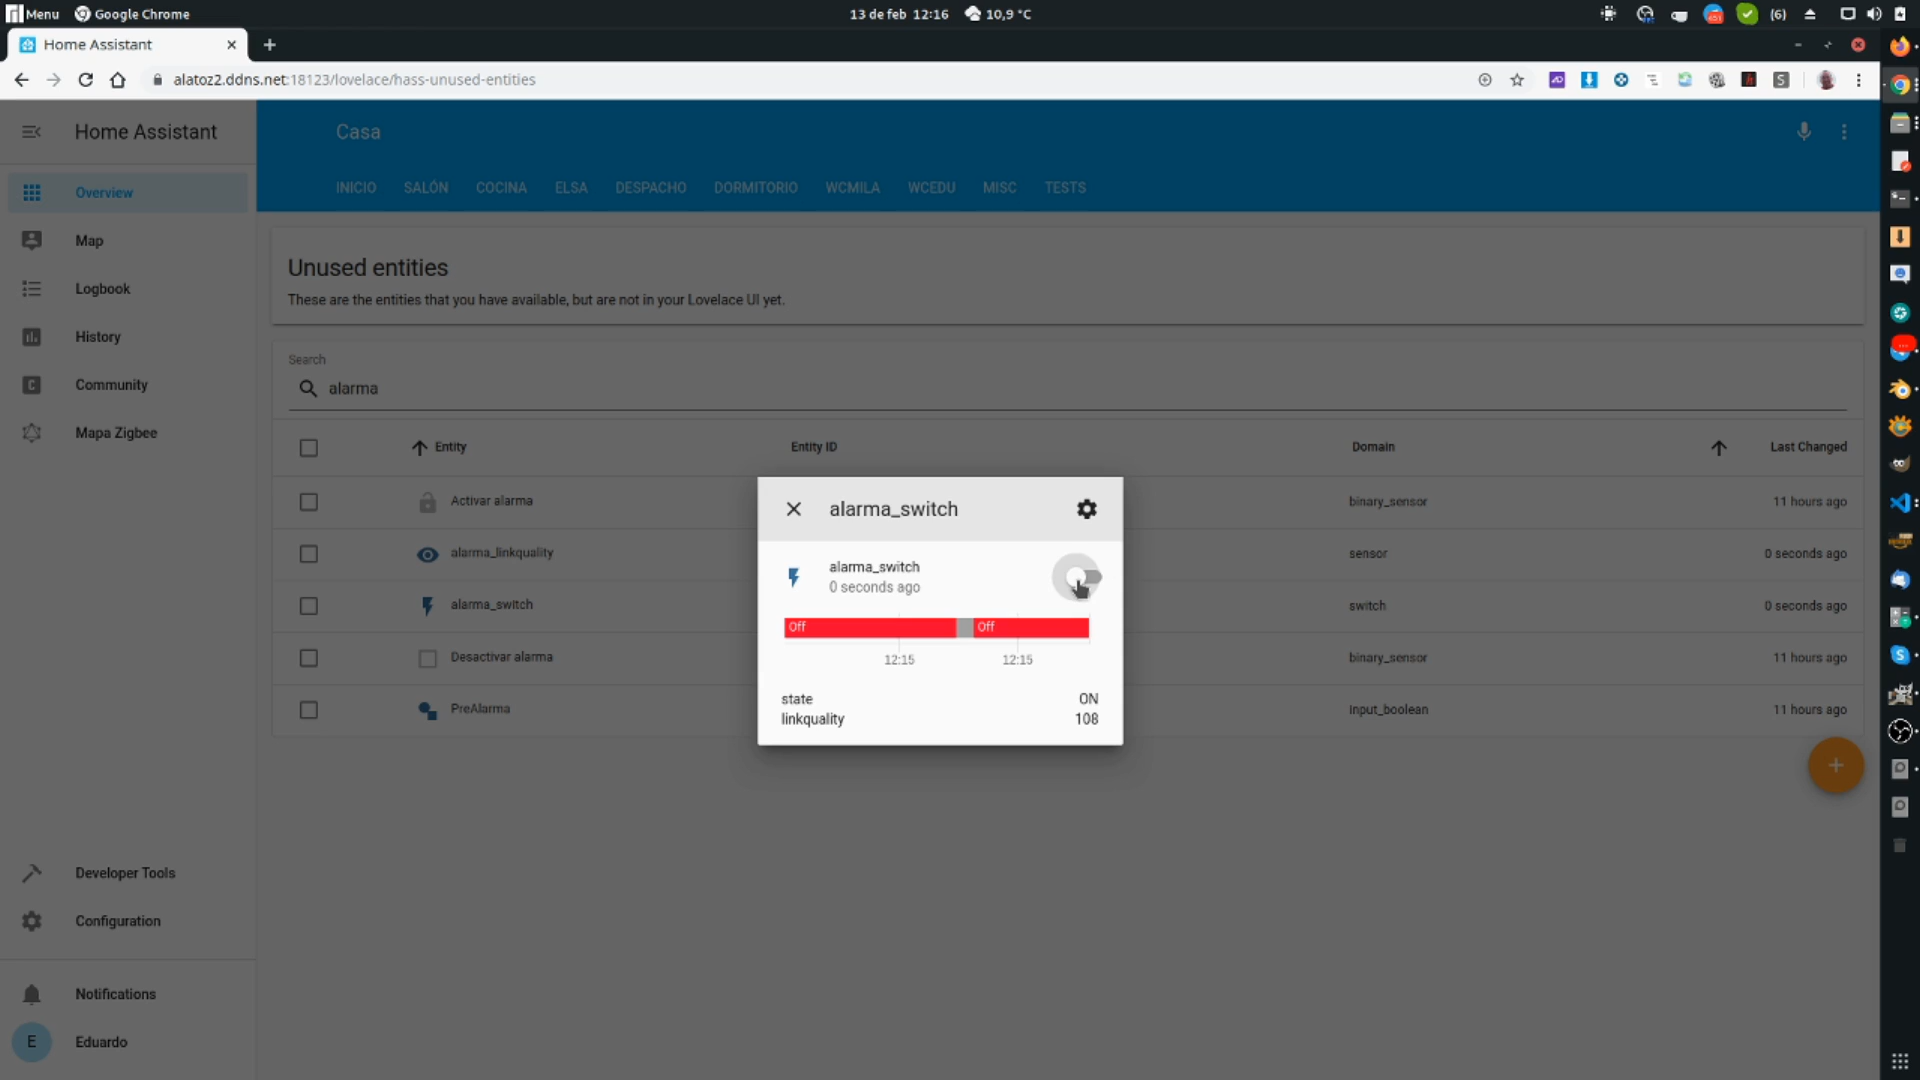 Menu
Google Chrome
13 de feb 12:16
10,9 °C
(6)
Home Assistant
alatoz2.ddns.net:18123/lovelace/hass-unused-entities
Home Assistant
Casa
INICIO
SALÓN
COCINA
ELSA
DESPACHO
DORMITORIO
WCMILA
WCEDU
MISC
TESTS
Overview
Map
Logbook
History
Community
Mapa Zigbee
Developer Tools
Configuration
Notifications
E
Eduardo
Unused entities
These are the entities that you have available, but are not in your Lovelace UI yet.
Search
alarma
Entity
Entity ID
Domain
Last Changed
Activar alarma
binary_sensor
11 hours ago
alarma_linkquality
sensor
0 seconds ago
alarma_switch
switch
0 seconds ago
Desactivar alarma
binary_sensor
11 hours ago
PreAlarma
input_boolean
11 hours ago
alarma_switch
alarma_switch
0 seconds ago
Off
Off
12:15
12:15
state
ON
linkquality
108